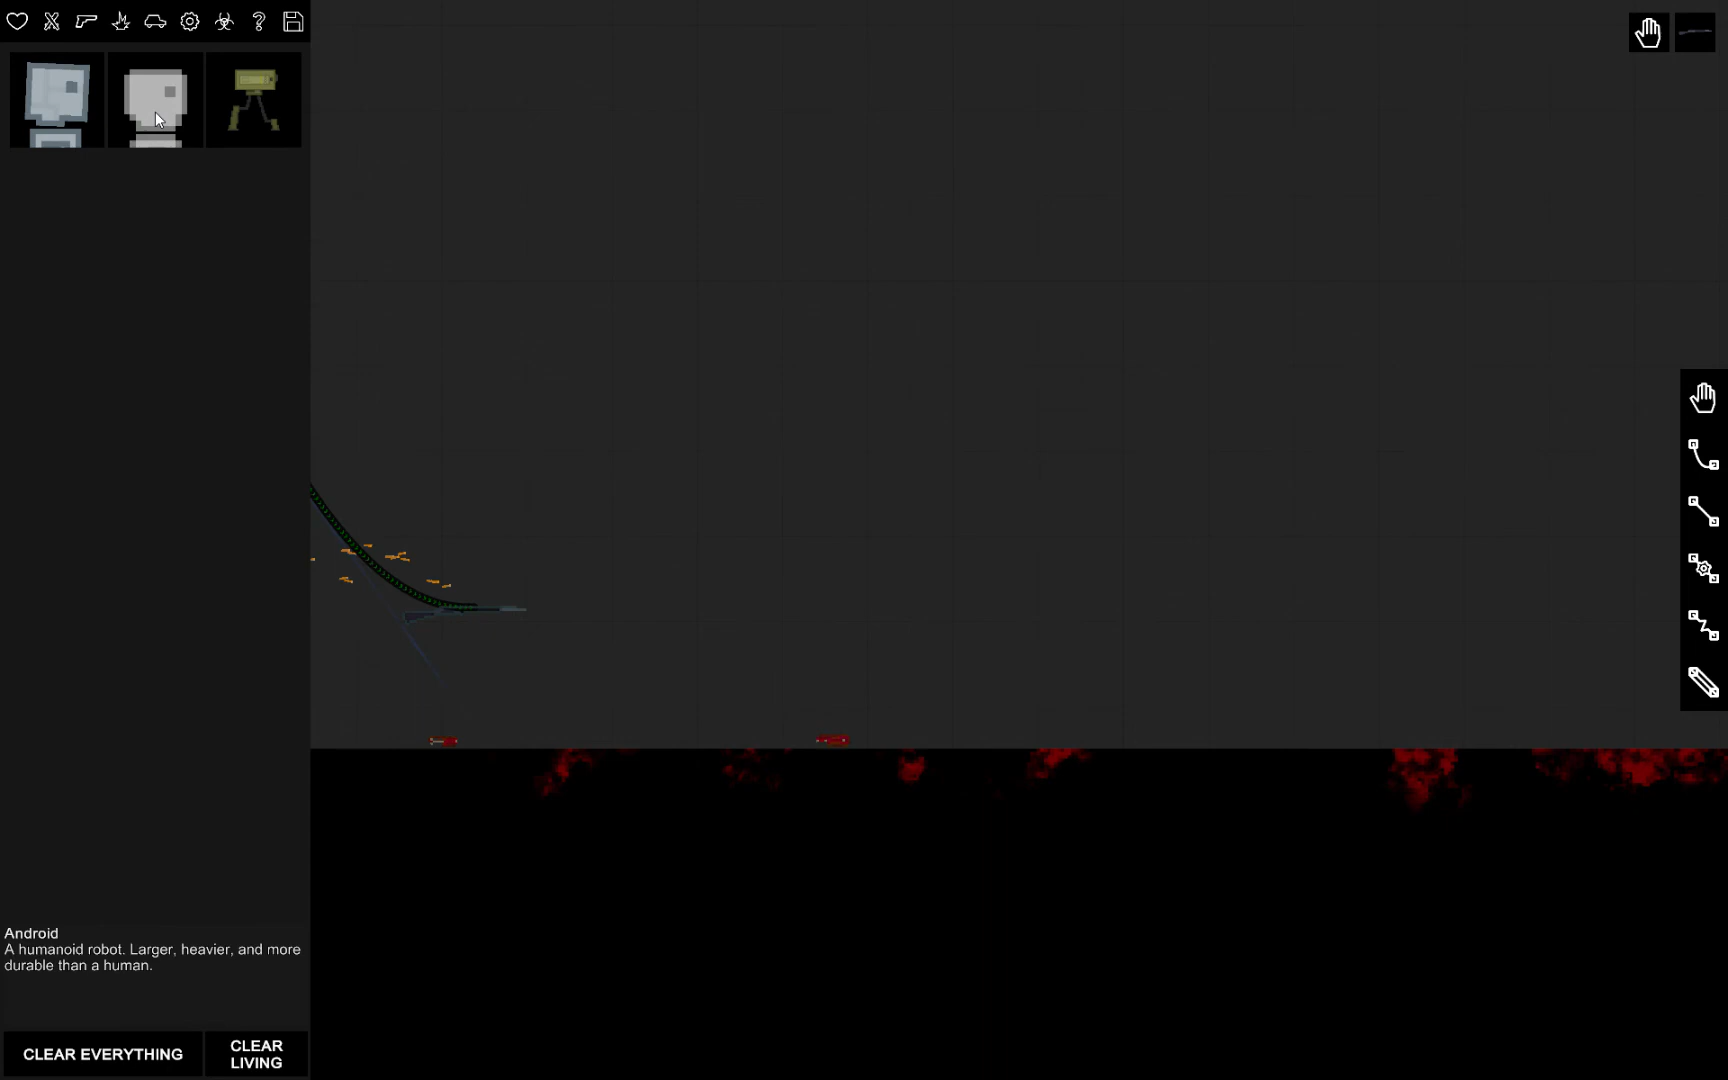 Android
A humanoid robot. Larger, heavier, and more
durable than a human.
CLEAR EVERYTHING
CLEAR
LIVING